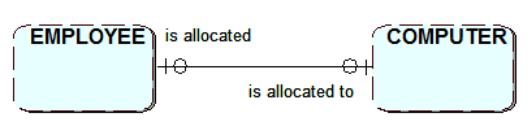 EMPLOYEE
is allocated
COMPUTER
is allocated to